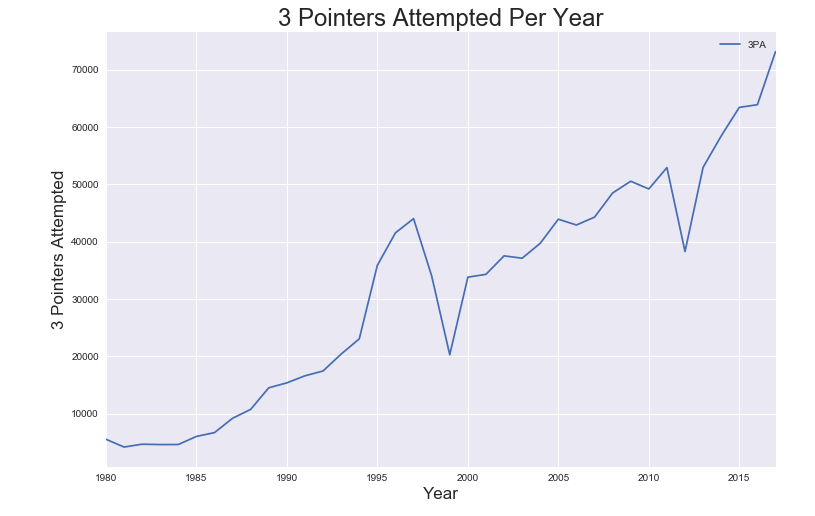 3 Pointers Attempted Per Year
3PA
70000
60000
50000
40000
30000
20000
10000
3 Pointers Attempted
1980 1985 1990 1995 2000 2005 2010 2015
Year